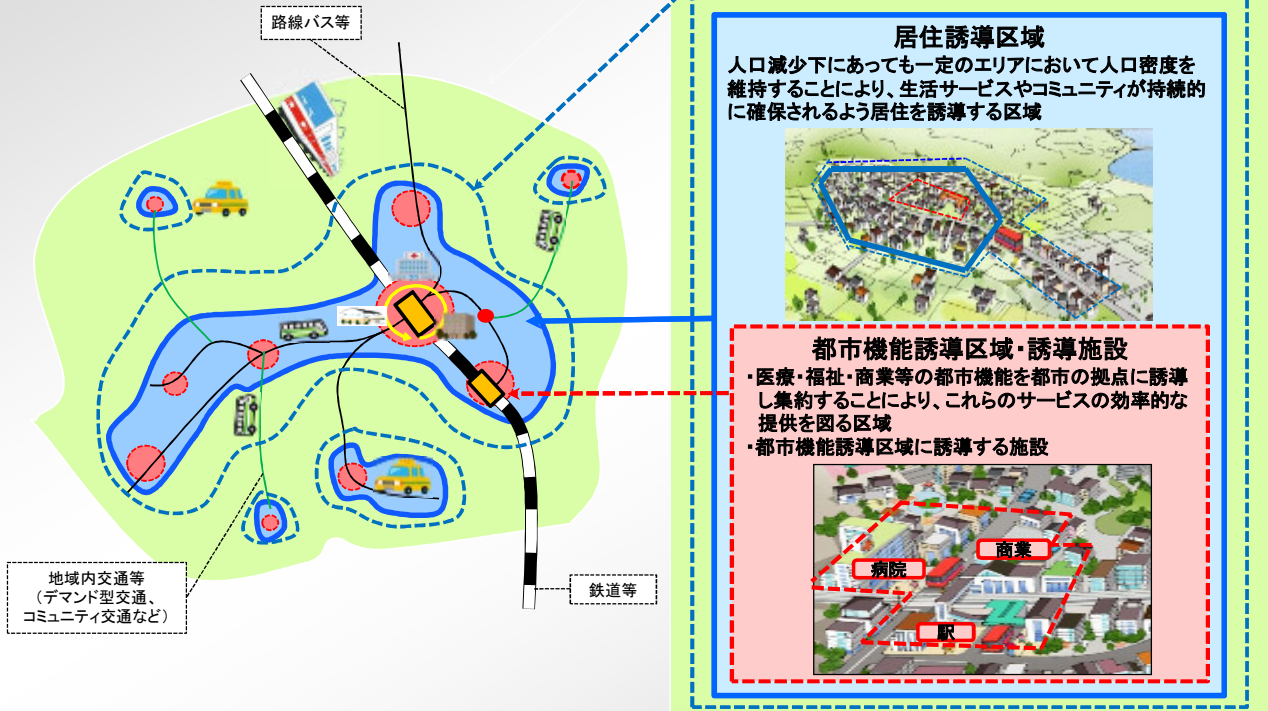 路線バス等
地域内交通等
（デマンド型交通、
コミュニティ交通など）
鉄道等
居住誘導区域
人口減少下にあっても一定のエリアにおいて人口密度を
維持することにより、生活サービスやコミュニティが持続的
に確保されるよう居住を誘導する区域
都市機能誘導区域・誘導施設
・医療・福祉・商業等の都市機能を都市の拠点に誘導
し集約することにより、これらのサービスの効率的な
提供を図る区域
・都市機能誘導区域に誘導する施設
商業
病院
駅